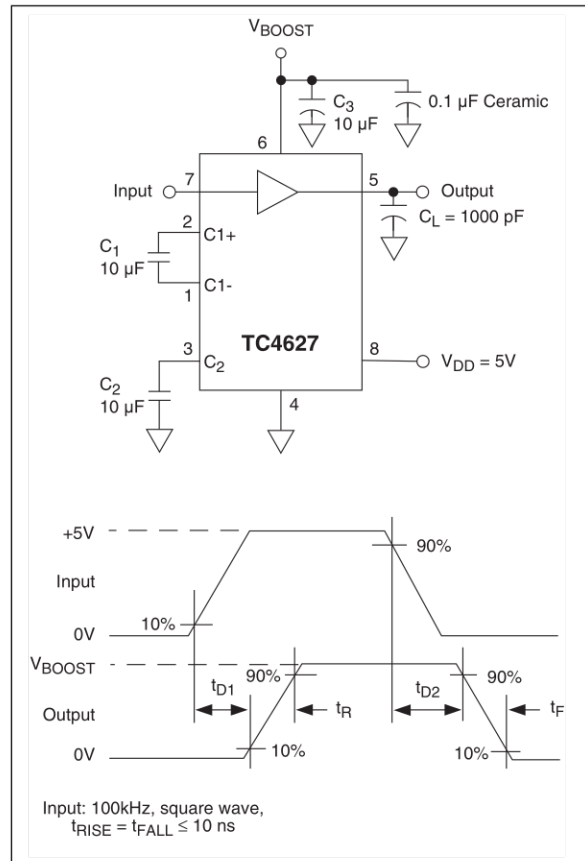 VBOOST
C3
10 µF
0.1 µF Ceramic
6
Input
7
5
Output
CL = 1000 pF
2
C1+
C1
10 µF
C1-
1
TC4627
3
C2
8
VDD = 5V
C2
10 µF
4
+5V
90%
Input
10%
0V
VBOOST
tD1
90%
tR
tD2
90%
tF
Output
0V
10%
10%
Input: 100kHz, square wave,
tRISE = tFALL ≤ 10 ns